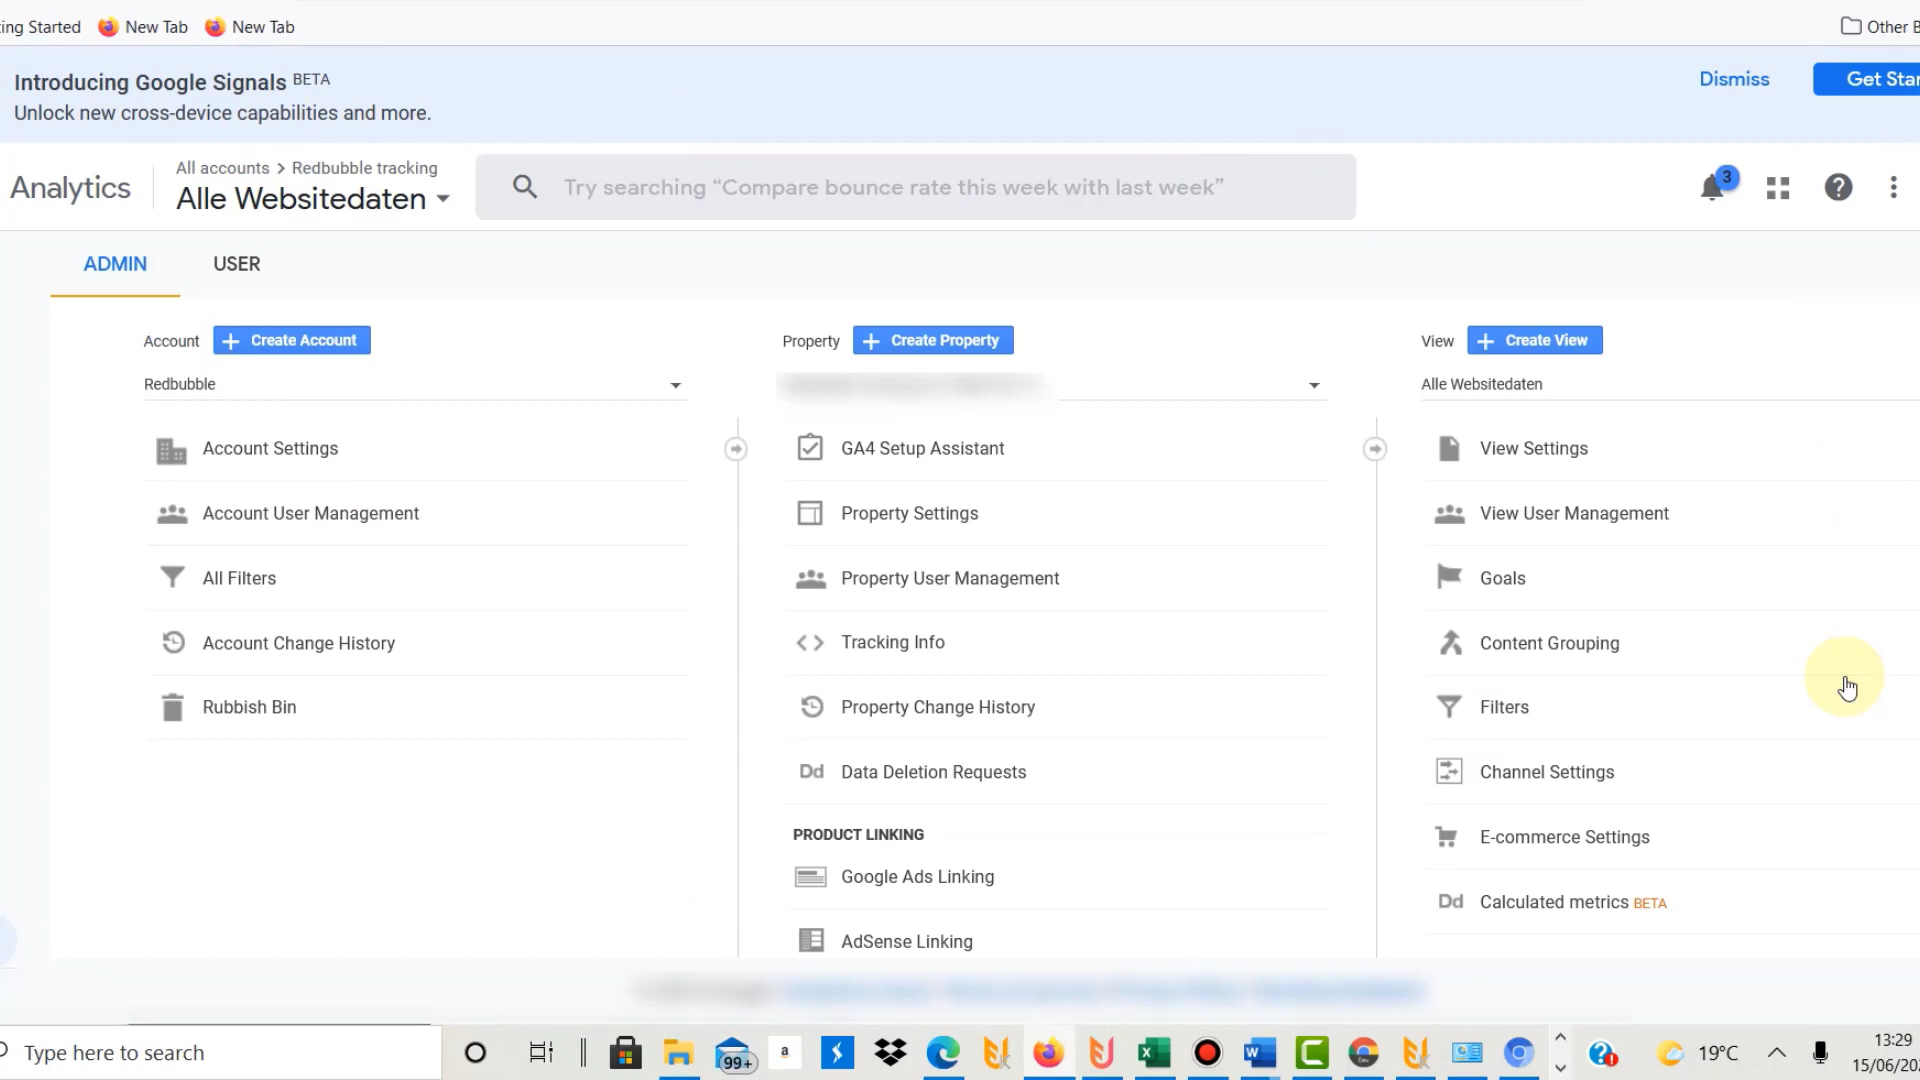 ing Started New Tab New Tab Other B
Introducing Google Signals BETA
Dismiss
Get Star
Unlock new cross-device capabilities and more.
Analytics
All accounts > Redbubble tracking
Alle Websitedaten
Try searching “Compare bounce rate this week with last week”
3
ADMIN USER
Account + Create Account
Redbubble
Account Settings
Account User Management
All Filters
Account Change History
Rubbish Bin
Property + Create Property
GA4 Setup Assistant
Property Settings
Property User Management
Tracking Info
Property Change History
Dd Data Deletion Requests
PRODUCT LINKING
Google Ads Linking
AdSense Linking
View + Create View
Alle Websitedaten
View Settings
View User Management
Goals
Content Grouping
Filters
Channel Settings
E-commerce Settings
Dd Calculated metrics BETA
Type here to search
99+
a
19°C
13:29
15/06/20